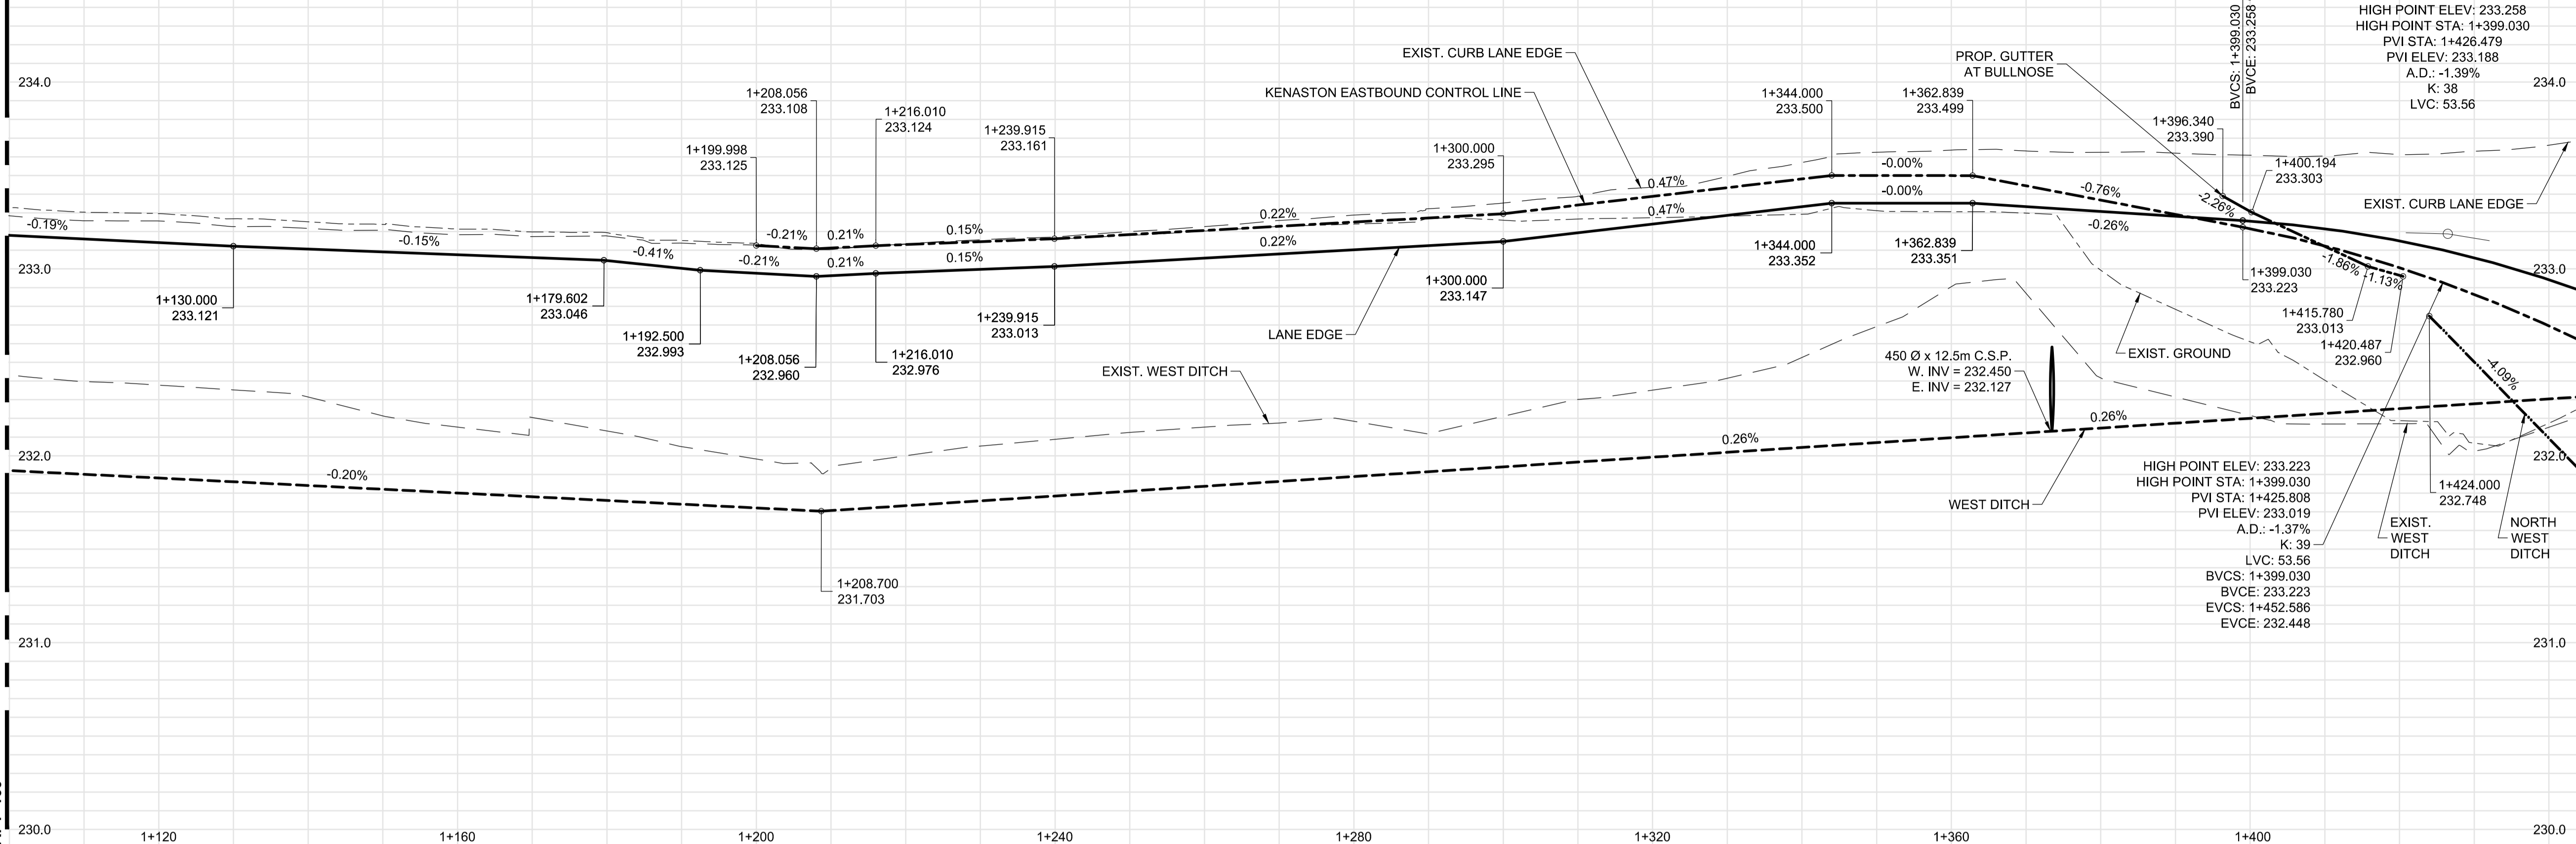 HIGH POINT ELEV: 233.258
HIGH POINT STA: 1+399.030
PVI STA: 1+426.479
PVI ELEV: 233.188
A.D.: -1.39%
K: 38
LVC: 53.56
BVCS: 1+399.030
BVCE: 233.258
EXIST. CURB LANE EDGE
PROP. GUTTER
AT BULLNOSE
KENASTON EASTBOUND CONTROL LINE
234.0
234.0
1+208.056
233.108
1+216.010
233.124
1+239.915
233.161
1+199.998
233.125
1+300.000
233.295
1+344.000
233.500
1+362.839
233.499
1+396.340
233.390
1+400.194
233.303
EXIST. CURB LANE EDGE
-0.19%
-0.15%
-0.41%
-0.21%
0.21%
0.15%
0.22%
0.47%
-0.00%
-0.76%
-2.26%
-0.21%
0.21%
0.15%
0.22%
0.47%
-0.00%
-0.26%
-1.86%
-1.13%
233.0
233.0
1+130.000
233.121
1+179.602
233.046
1+192.500
232.993
1+208.056
232.960
1+216.010
232.976
1+239.915
233.013
1+300.000
233.147
1+344.000
233.352
1+362.839
233.351
1+399.030
233.223
1+415.780
233.013
1+420.487
232.960
LANE EDGE
EXIST. WEST DITCH
450 Ø x 12.5m C.S.P.
W. INV = 232.450
E. INV = 232.127
EXIST. GROUND
-4.09%
232.0
232.0
-0.20%
0.26%
0.26%
1+208.700
231.703
WEST DITCH
HIGH POINT ELEV: 233.223
HIGH POINT STA: 1+399.030
PVI STA: 1+425.808
PVI ELEV: 233.019
A.D.: -1.37%
K: 39
LVC: 53.56
BVCS: 1+399.030
BVCE: 233.223
EVCS: 1+452.586
EVCE: 232.448
1+424.000
232.748
EXIST.
WEST
DITCH
NORTH
WEST
DITCH
231.0
231.0
230.0
230.0
1+120
1+160
1+200
1+240
1+280
1+320
1+360
1+400